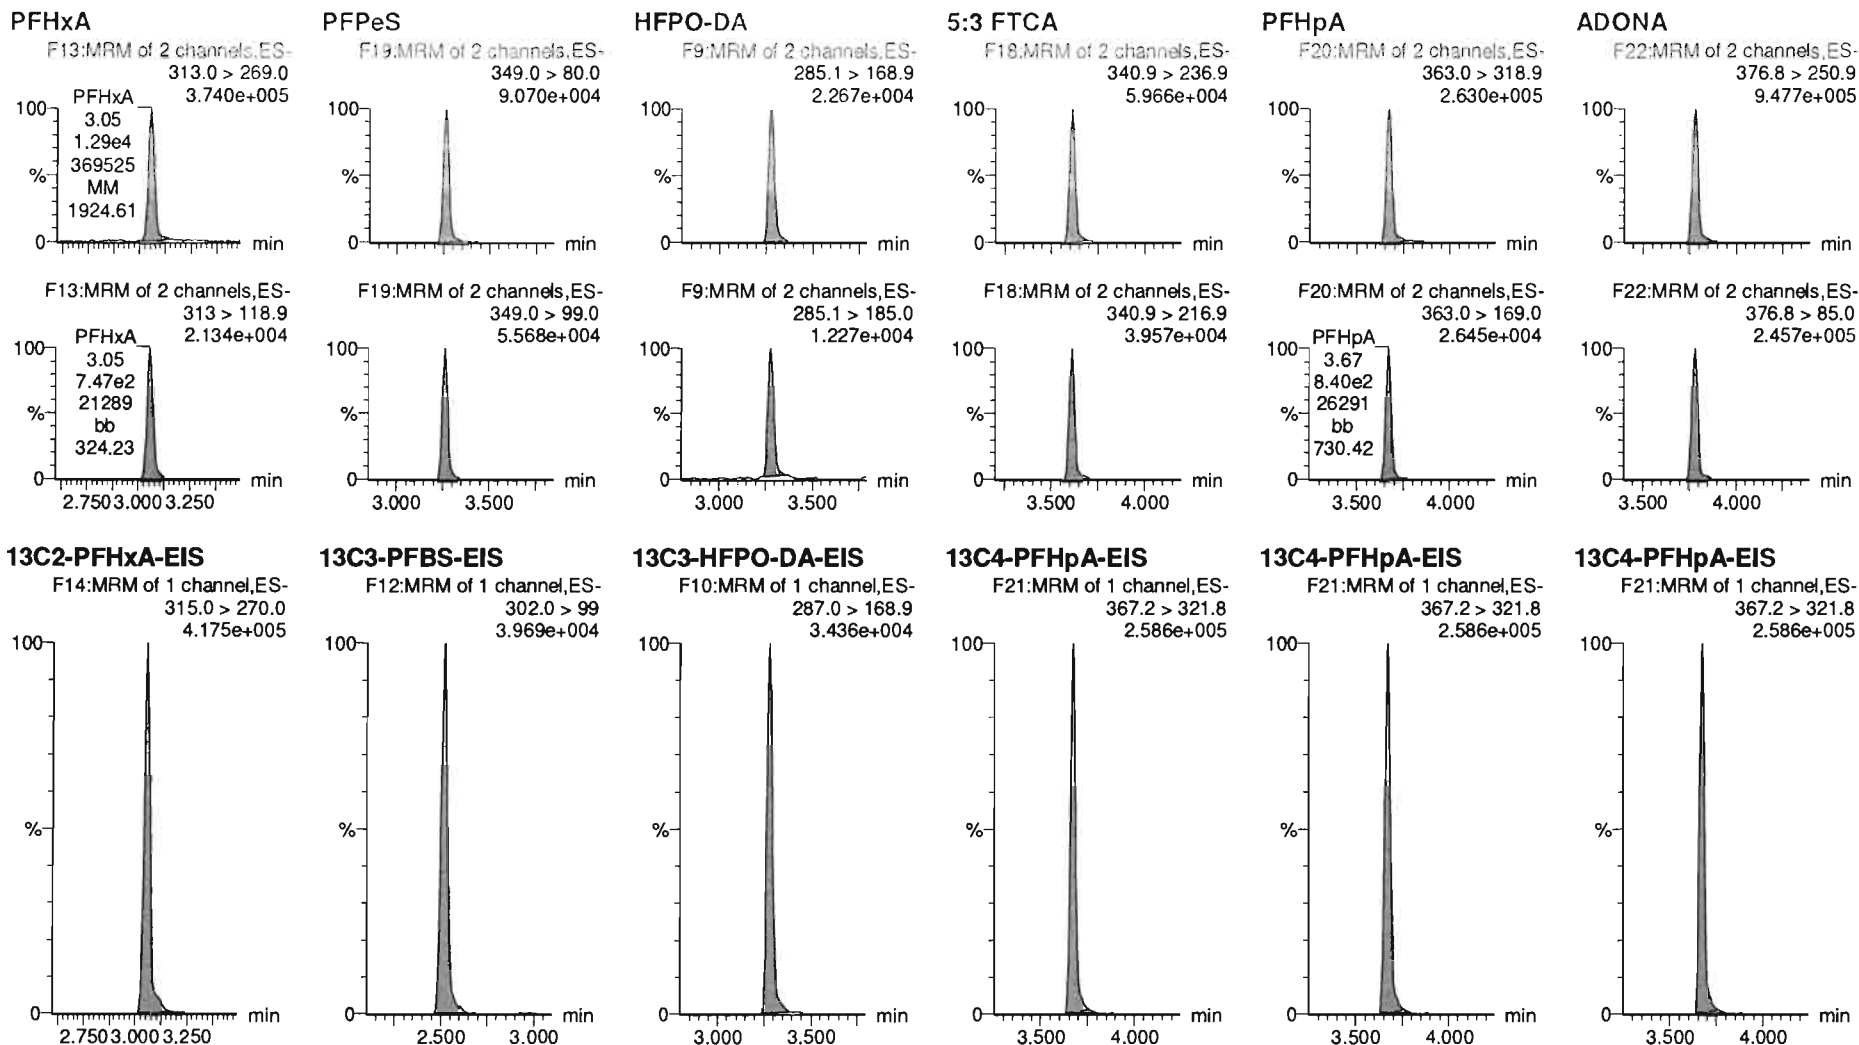 PFHxA
F13:MRM of 2 channels,ES-
313.0 > 269.0
3.740e+005
PFHxA
3.05
1.29e4
369525
MM
1924.61
100
%
0
min
PFPeS
F19:MRM of 2 channels,ES-
349.0 > 80.0
9.070e+004
100
%
0
min
HFPO-DA
F9:MRM of 2 channels,ES-
285.1 > 168.9
2.267e+004
100
%
0
min
5:3 FTCA
F18:MRM of 2 channels,ES-
340.9 > 236.9
5.966e+004
100
%
0
min
PFHpA
F20:MRM of 2 channels,ES-
363.0 > 318.9
2.630e+005
100
%
0
min
ADONA
F22:MRM of 2 channels,ES-
376.8 > 250.9
9.477e+005
100
%
0
min
F13:MRM of 2 channels,ES-
313 > 118.9
2.134e+004
PFHxA
3.05
7.47e2
21289
bb
324.23
100
%
0
min
2.750 3.000 3.250
F19:MRM of 2 channels,ES-
349.0 > 99.0
5.568e+004
100
%
0
min
3.000 3.500
F9:MRM of 2 channels,ES-
285.1 > 185.0
1.227e+004
100
%
0
min
3.000 3.500
F18:MRM of 2 channels,ES-
340.9 > 216.9
3.957e+004
100
%
0
min
3.500 4.000
F20:MRM of 2 channels,ES-
363.0 > 169.0
2.645e+004
PFHpA
3.67
8.40e2
26291
bb
730.42
100
%
0
min
3.500 4.000
F22:MRM of 2 channels,ES-
376.8 > 85.0
2.457e+005
100
%
0
min
3.500 4.000
13C2-PFHxA-EIS
F14:MRM of 1 channel,ES-
315.0 > 270.0
4.175e+005
100
%
0
min
2.750 3.000 3.250
13C3-PFBS-EIS
F12:MRM of 1 channel,ES-
302.0 > 99
3.969e+004
100
%
0
min
2.500 3.000
13C3-HFPO-DA-EIS
F10:MRM of 1 channel,ES-
287.0 > 168.9
3.436e+004
100
%
0
min
3.000 3.500
13C4-PFHpA-EIS
F21:MRM of 1 channel,ES-
367.2 > 321.8
2.586e+005
100
%
0
min
3.500 4.000
13C4-PFHpA-EIS
F21:MRM of 1 channel,ES-
367.2 > 321.8
2.586e+005
100
%
0
min
3.500 4.000
13C4-PFHpA-EIS
F21:MRM of 1 channel,ES-
367.2 > 321.8
2.586e+005
100
%
0
min
3.500 4.000